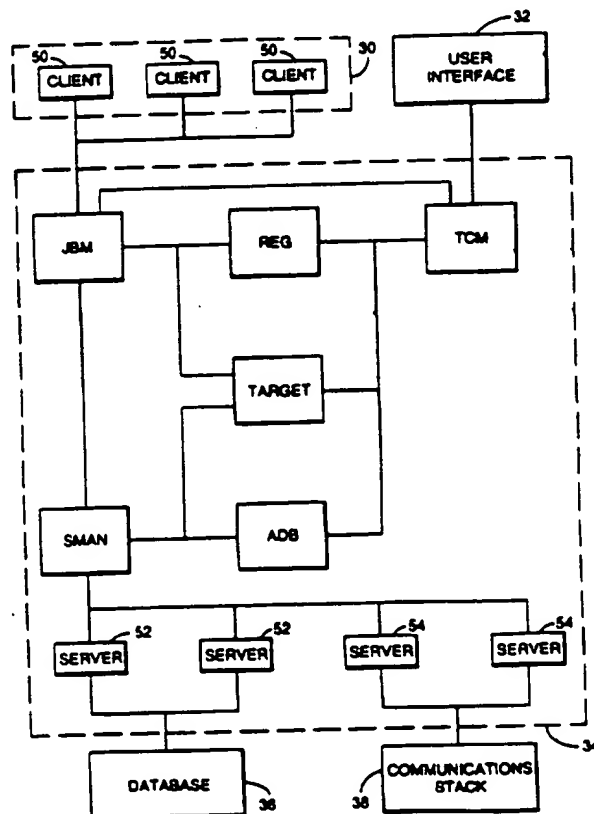 50
50
50
CLIENT
CLIENT
CLIENT
30
32
USER
INTERFACE
JBM
REG
TCM
TARGET
SMAN
ADB
52
52
54
54
SERVER
SERVER
SERVER
SERVER
34
DATABASE
36
38
COMMUNICATIONS
STACK